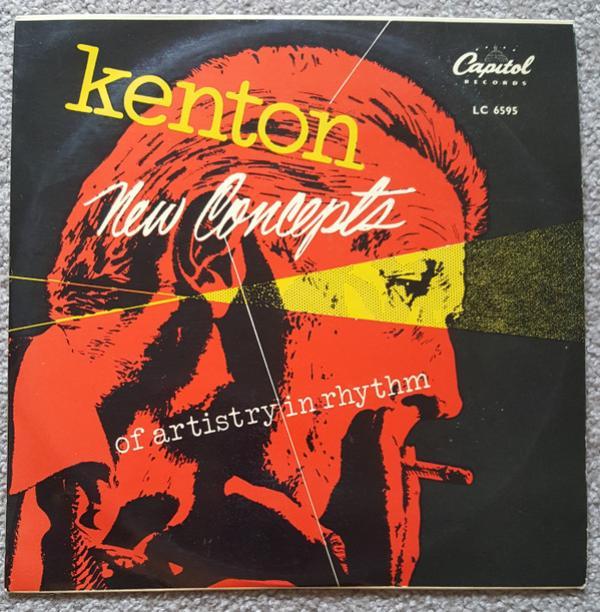 kenton
Capitol
RECORDS
LC 6595
New Concepts
of artistry in rhythm